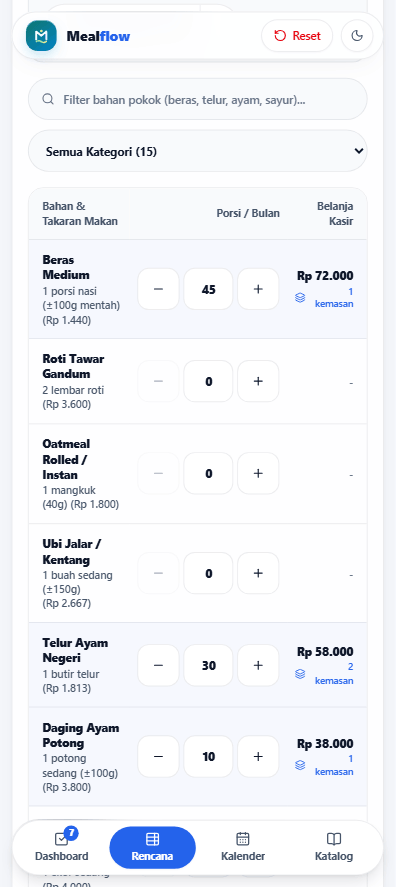 Mealflow
Reset
Filter bahan pokok (beras, telur, ayam, sayur)...
Semua Kategori (15)
Bahan &
Takaran Makan
Porsi / Bulan
Belanja
Kasir
Beras
Medium
1 porsi nasi
(±100g mentah)
(Rp 1.440)
− 45 +
Rp 72.000
1
kemasan
Roti Tawar
Gandum
2 lembar roti
(Rp 3.600)
− 0 +
-
Oatmeal
Rolled /
Instan
1 mangkuk
(40g) (Rp 1.800)
− 0 +
-
Ubi Jalar /
Kentang
1 buah sedang
(±150g)
(Rp 2.667)
− 0 +
-
Telur Ayam
Negeri
1 butir telur
(Rp 1.813)
− 30 +
Rp 58.000
2
kemasan
Daging Ayam
Potong
1 potong
sedang (±100g)
(Rp 3.800)
− 10 +
Rp 38.000
1
kemasan
7
Dashboard
Rencana
Kalender
Katalog